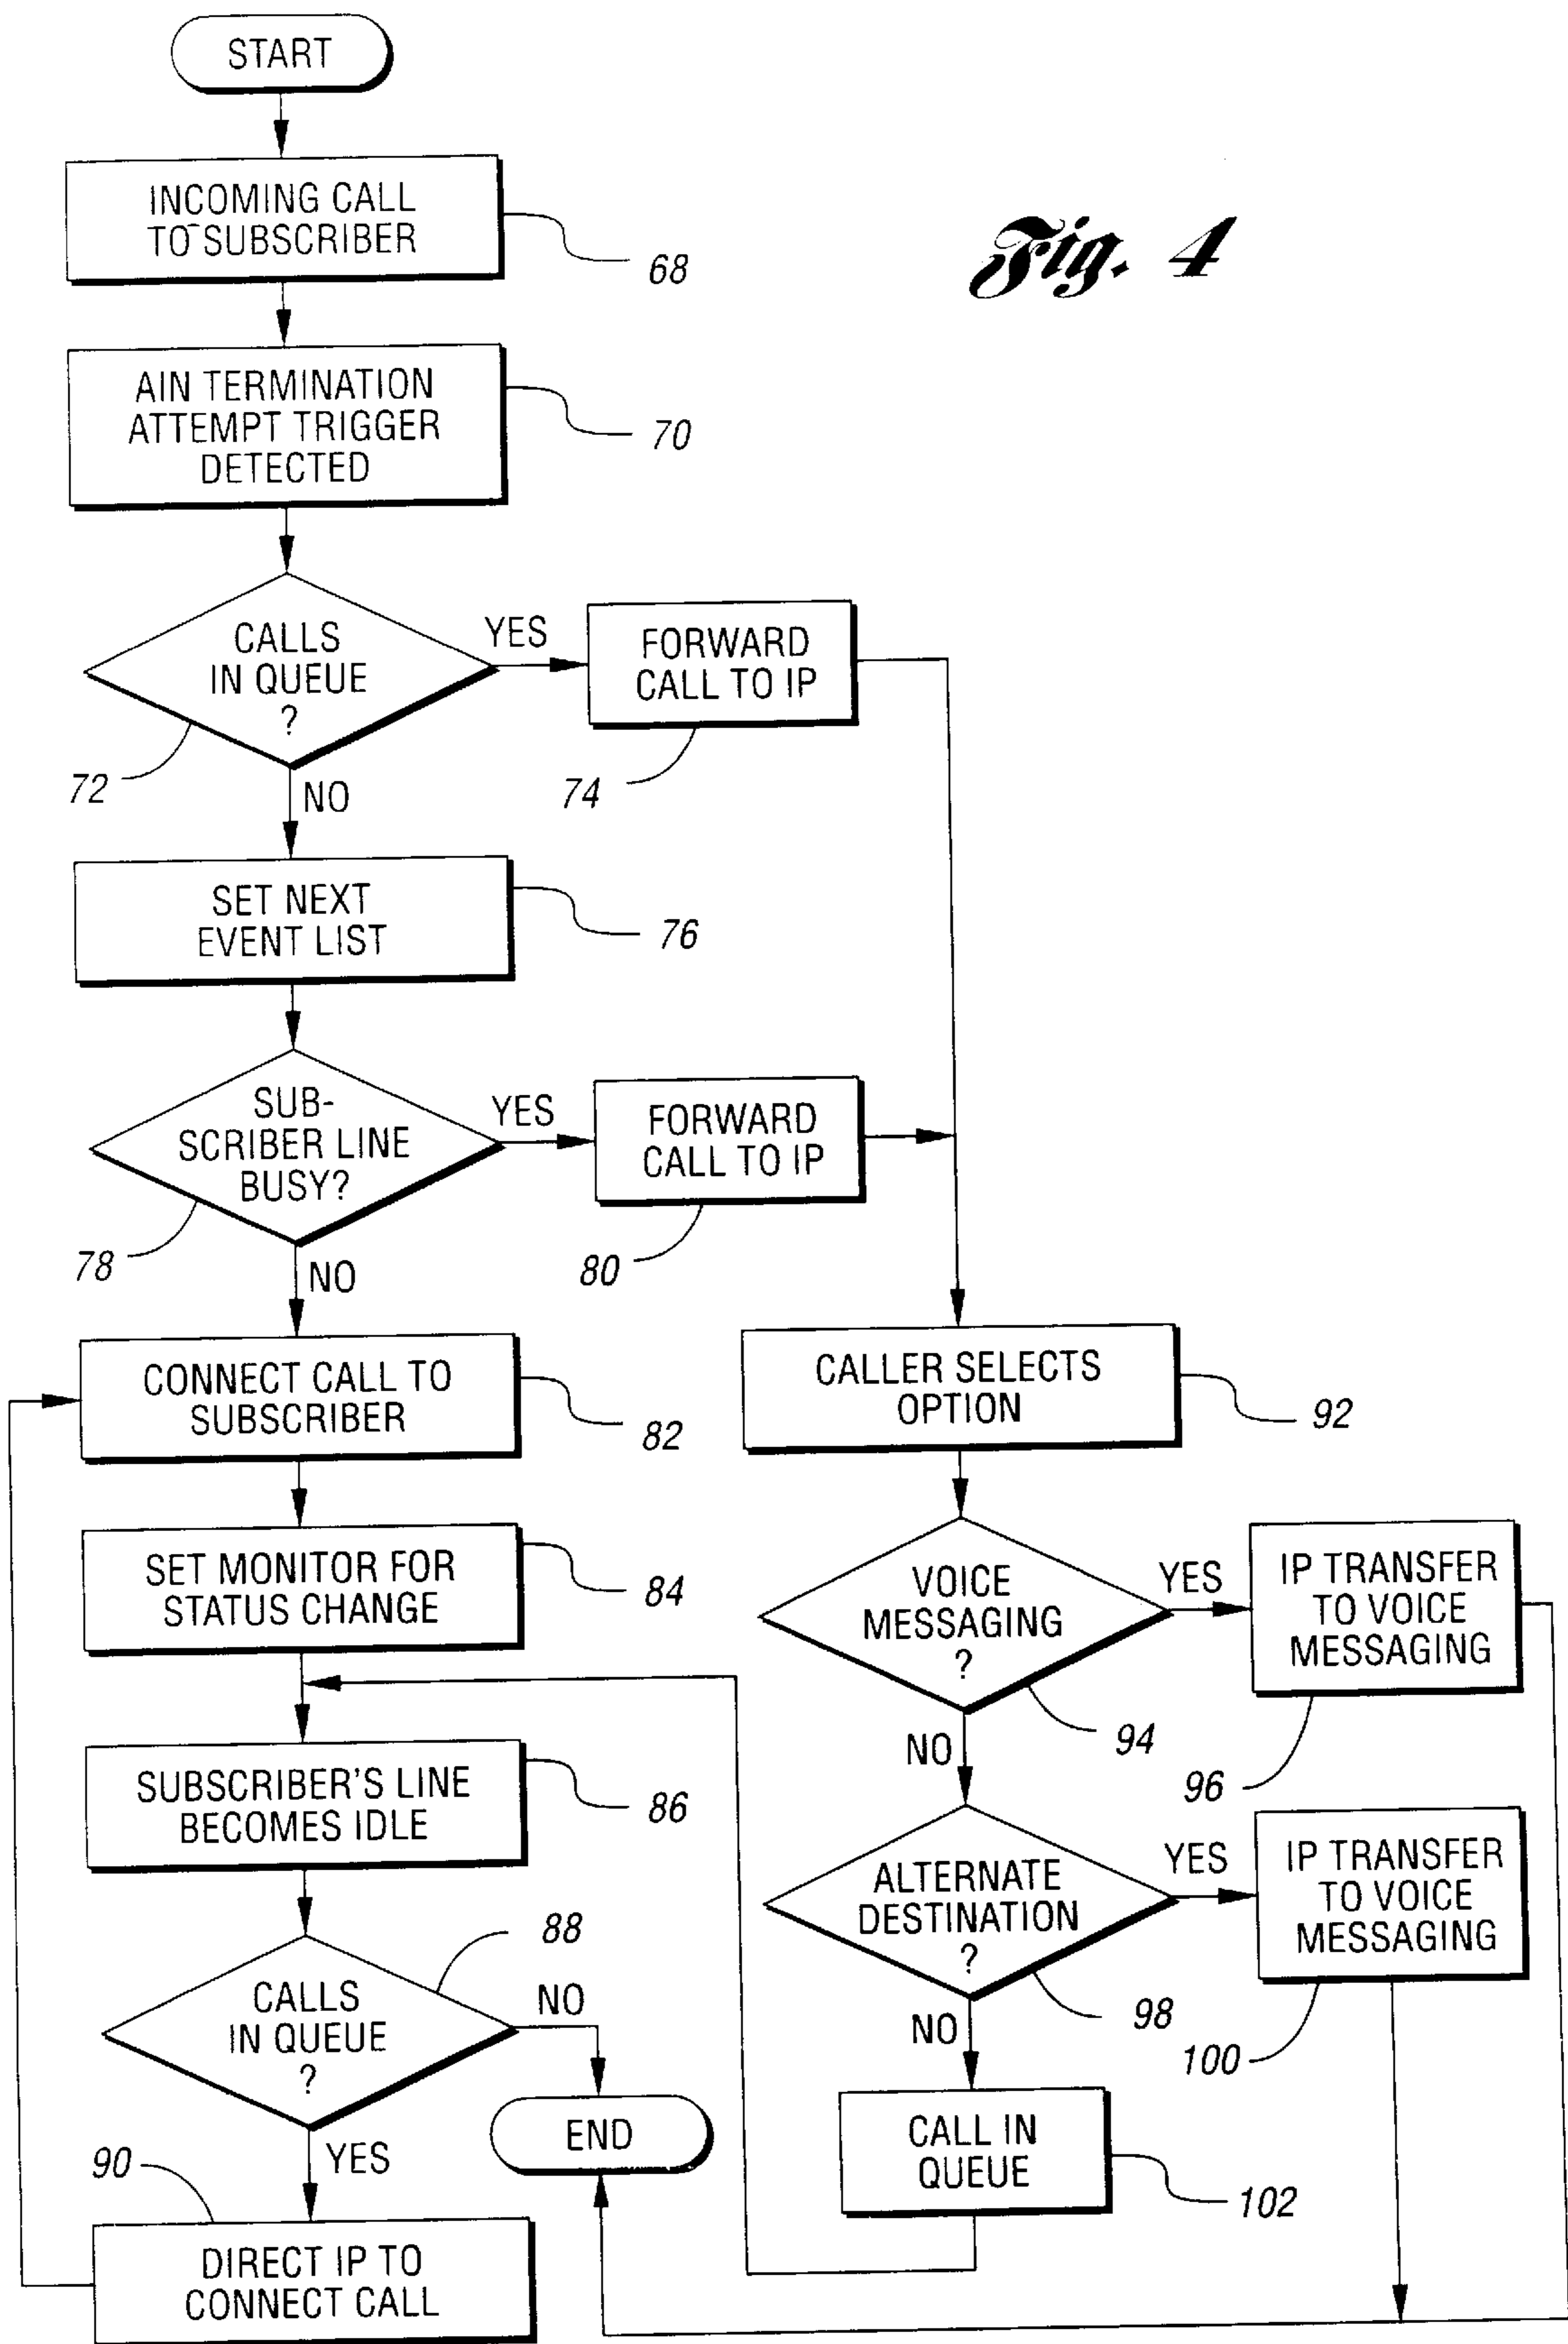 START
INCOMING CALL
TO SUBSCRIBER
68
Fig. 4
AIN TERMINATION
ATTEMPT TRIGGER
DETECTED
70
CALLS
IN QUEUE
?
72
YES
FORWARD
CALL TO IP
74
NO
SET NEXT
EVENT LIST
76
SUB-
SCRIBER LINE
BUSY?
78
YES
FORWARD
CALL TO IP
80
NO
CONNECT CALL TO
SUBSCRIBER
82
CALLER SELECTS
OPTION
92
SET MONITOR FOR
STATUS CHANGE
84
VOICE
MESSAGING
?
94
YES
IP TRANSFER
TO VOICE
MESSAGING
96
NO
SUBSCRIBER'S LINE
BECOMES IDLE
86
ALTERNATE
DESTINATION
?
98
YES
IP TRANSFER
TO VOICE
MESSAGING
100
NO
CALLS
IN QUEUE
?
88
NO
END
YES
CALL IN
QUEUE
102
90
DIRECT IP TO
CONNECT CALL